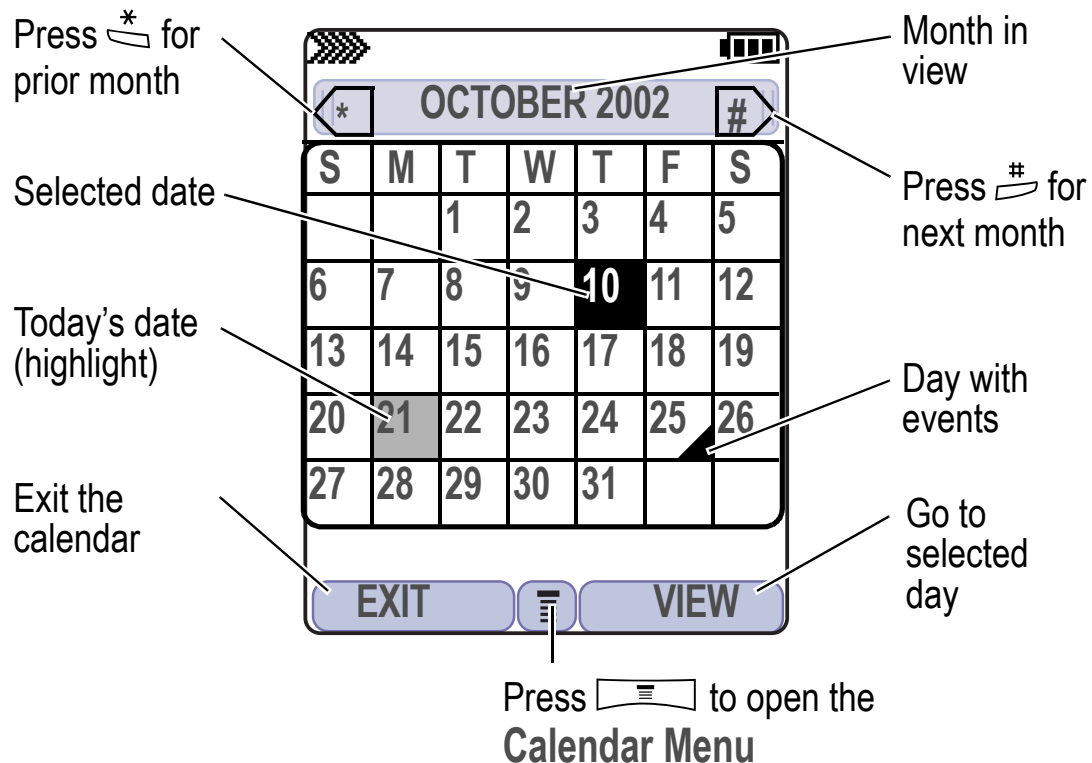 Press * for
prior month
Selected date
Today's date
(highlight)
Exit the
calendar
* OCTOBER 2002 #
S M T W T F S
1 2 3 4 5
6 7 8 9 10 11 12
13 14 15 16 17 18 19
20 21 22 23 24 25 26
27 28 29 30 31
EXIT VIEW
Month in
view
Press # for
next month
Day with
events
Go to
selected
day
Press to open the
Calendar Menu